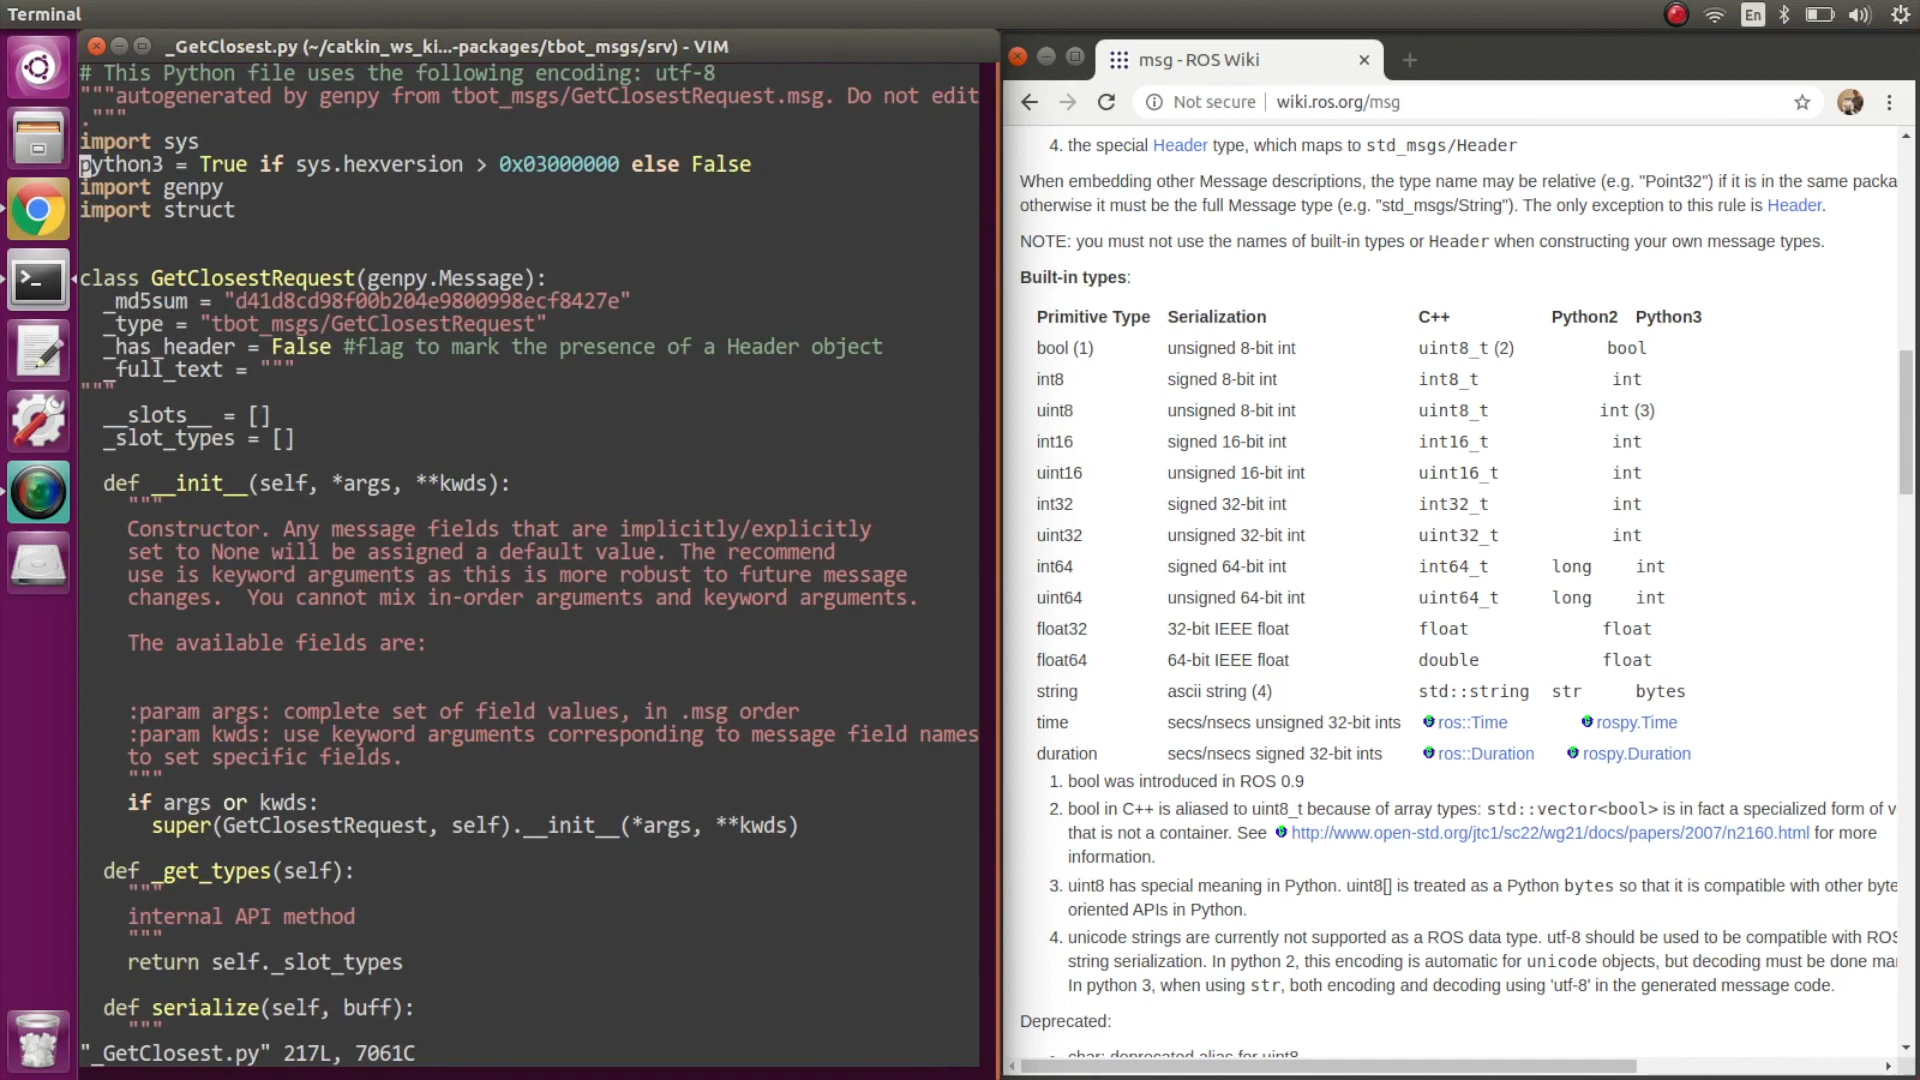 Terminal
En
_GetClosest.py (~/catkin_ws_ki...-packages/tbot_msgs/srv) - VIM
# This Python file uses the following encoding: utf-8
"""autogenerated by genpy from tbot_msgs/GetClosestRequest.msg. Do not edit
."""
import sys
python3 = True if sys.hexversion > 0x03000000 else False
import genpy
import struct
class GetClosestRequest(genpy.Message):
_md5sum = "d41d8cd98f00b204e9800998ecf8427e"
_type = "tbot_msgs/GetClosestRequest"
_has_header = False #flag to mark the presence of a Header object
_full_text = """
"""
__slots__ = []
_slot_types = []
def __init__(self, *args, **kwds):
"""
Constructor. Any message fields that are implicitly/explicitly
set to None will be assigned a default value. The recommend
use is keyword arguments as this is more robust to future message
changes.  You cannot mix in-order arguments and keyword arguments.
The available fields are:
:param args: complete set of field values, in .msg order
:param kwds: use keyword arguments corresponding to message field names
to set specific fields.
"""
if args or kwds:
super(GetClosestRequest, self).__init__(*args, **kwds)
def _get_types(self):
"""
internal API method
"""
return self._slot_types
def serialize(self, buff):
"""
"_GetClosest.py" 217L, 7061C
msg - ROS Wiki
Not secure | wiki.ros.org/msg
4. the special Header type, which maps to std_msgs/Header
When embedding other Message descriptions, the type name may be relative (e.g. "Point32") if it is in the same packa
otherwise it must be the full Message type (e.g. "std_msgs/String"). The only exception to this rule is Header.
NOTE: you must not use the names of built-in types or Header when constructing your own message types.
Built-in types:
Primitive Type Serialization C++ Python2 Python3
bool (1) unsigned 8-bit int uint8_t (2) bool
int8 signed 8-bit int int8_t int
uint8 unsigned 8-bit int uint8_t int (3)
int16 signed 16-bit int int16_t int
uint16 unsigned 16-bit int uint16_t int
int32 signed 32-bit int int32_t int
uint32 unsigned 32-bit int uint32_t int
int64 signed 64-bit int int64_t long int
uint64 unsigned 64-bit int uint64_t long int
float32 32-bit IEEE float float float
float64 64-bit IEEE float double float
string ascii string (4) std::string str bytes
time secs/nsecs unsigned 32-bit ints ros::Time rospy.Time
duration secs/nsecs signed 32-bit ints ros::Duration rospy.Duration
1. bool was introduced in ROS 0.9
2. bool in C++ is aliased to uint8_t because of array types: std::vector<bool> is in fact a specialized form of v
that is not a container. See http://www.open-std.org/jtc1/sc22/wg21/docs/papers/2007/n2160.html for more
information.
3. uint8 has special meaning in Python. uint8[] is treated as a Python bytes so that it is compatible with other byte
oriented APIs in Python.
4. unicode strings are currently not supported as a ROS data type. utf-8 should be used to be compatible with ROS
string serialization. In python 2, this encoding is automatic for unicode objects, but decoding must be done ma
In python 3, when using str, both encoding and decoding using 'utf-8' in the generated message code.
Deprecated:
char: deprecated alias for uint8